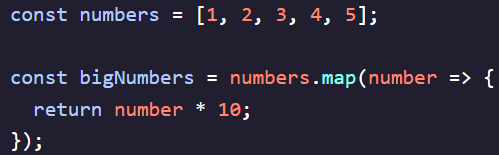 const numbers = [1, 2, 3, 4, 5];
const bigNumbers = numbers.map(number => {
  return number * 10;
});